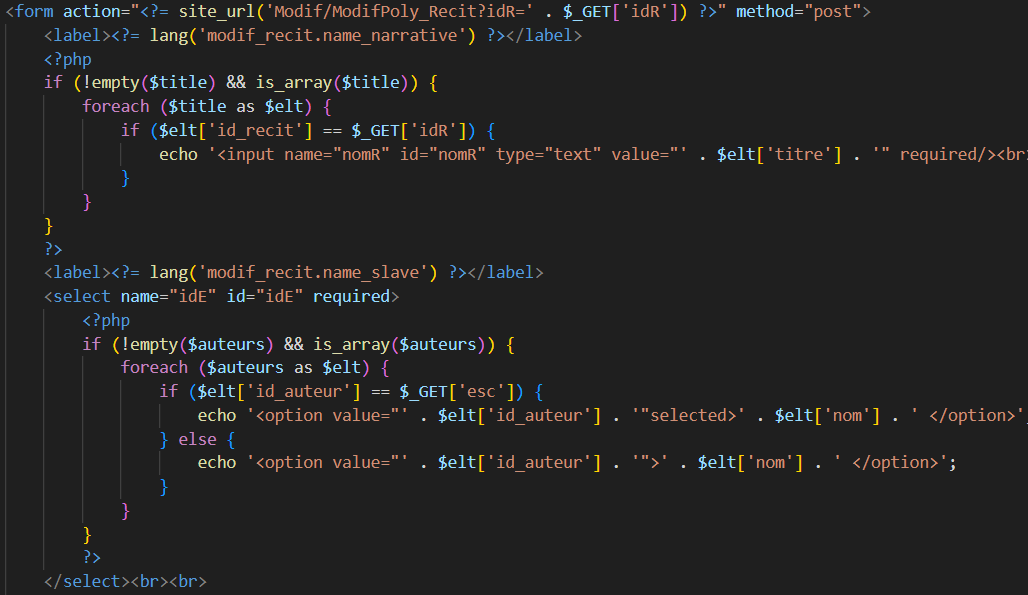 <form action="<?= site_url('Modif/ModifPoly_Recit?idR=' . $_GET['idR']) ?>" method="post">
<label><?= lang('modif_recit.name_narrative') ?></label>
<?php
if (!empty($title) && is_array($title)) {
foreach ($title as $elt) {
if ($elt['id_recit'] == $_GET['idR']) {
echo '<input name="nomR" id="nomR" type="text" value="' . $elt['titre'] . '" required/><br
}
}
}
?>
<label><?= lang('modif_recit.name_slave') ?></label>
<select name="idE" id="idE" required>
<?php
if (!empty($auteurs) && is_array($auteurs)) {
foreach ($auteurs as $elt) {
if ($elt['id_auteur'] == $_GET['esc']) {
echo '<option value="' . $elt['id_auteur'] . '"selected>' . $elt['nom'] . ' </option>';
} else {
echo '<option value="' . $elt['id_auteur'] . '">' . $elt['nom'] . ' </option>';
}
}
}
?>
</select><br><br>